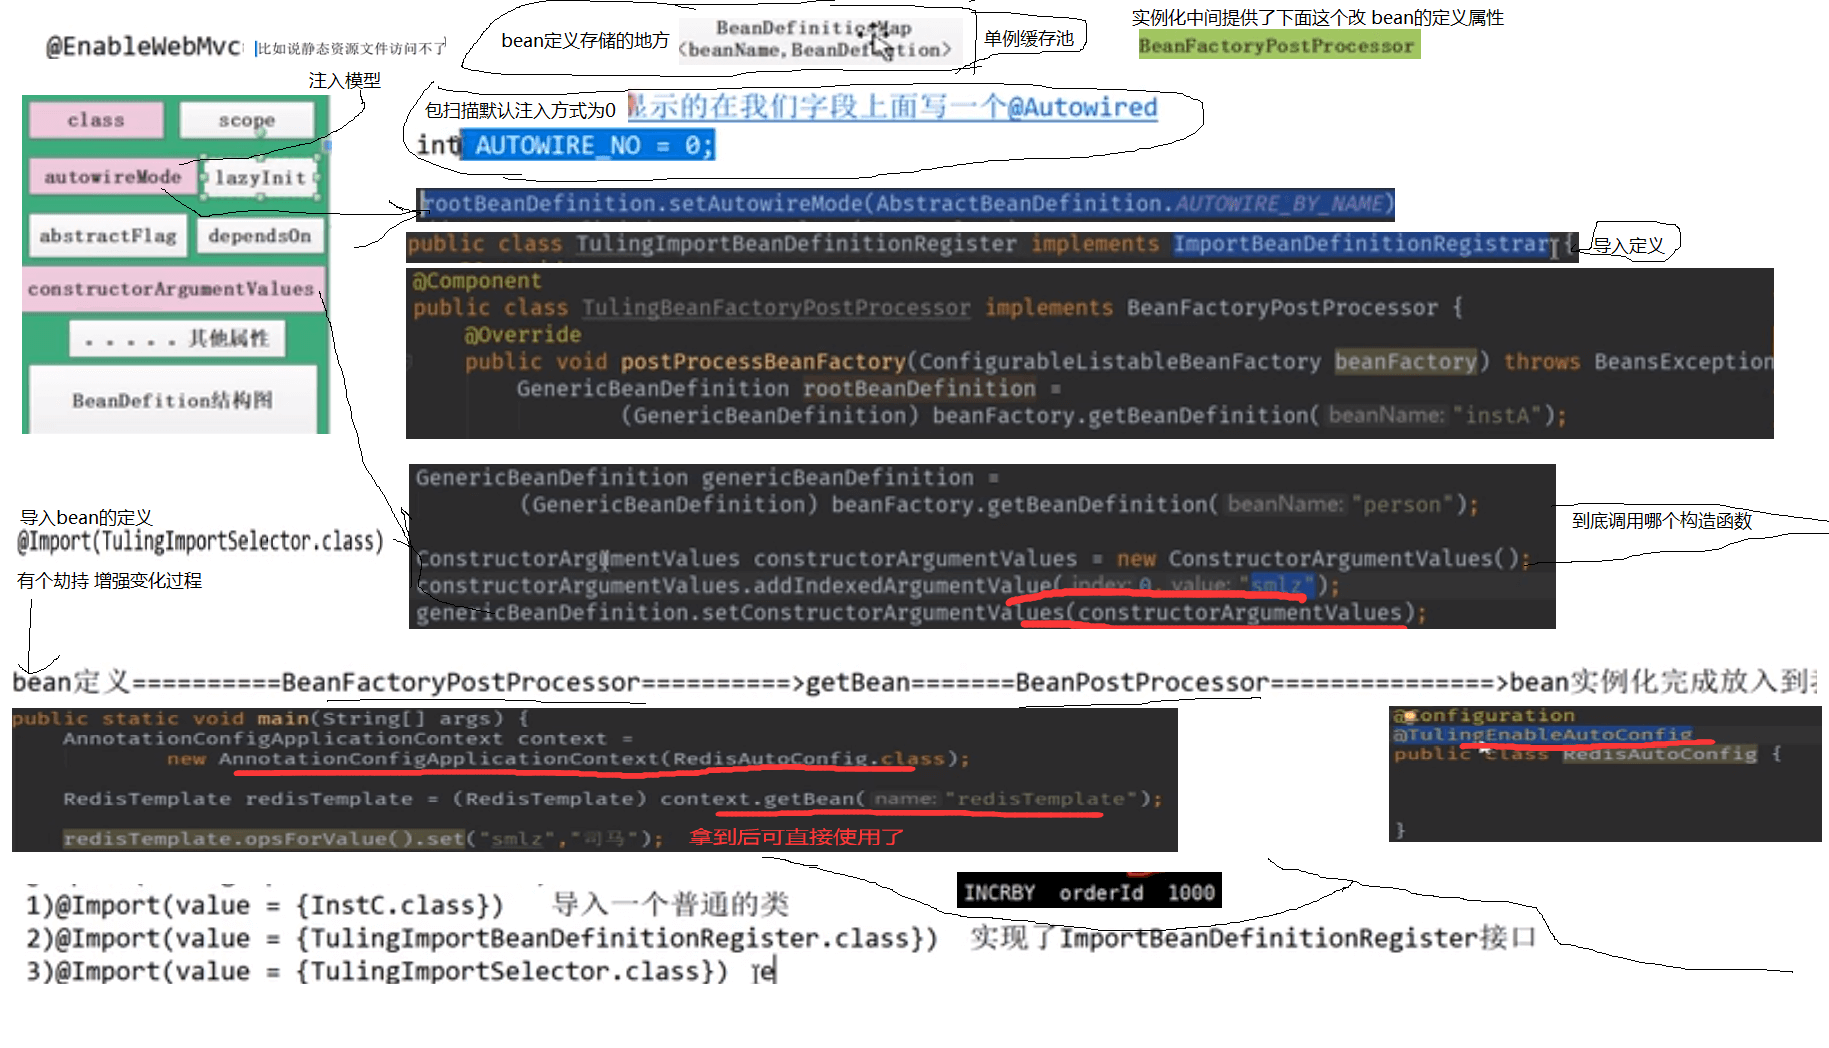 @EnableWebMvc
比如说静态资源文件访问不了
bean定义存储的地方
<beanName,BeanDefinition>
单例缓存池
实例化中间提供了下面这个改 bean的定义属性
BeanFactoryPostProcessor
注入模型
包扫描默认注入方式为0
显示的在我们字段上面写一个@Autowired
int AUTOWIRE_NO = 0;
class
scope
autowireMode
lazyInit
abstractFlag
dependsOn
constructorArgumentValues
. . . . . 其他属性
BeanDefition结构图
rootBeanDefinition.setAutowireMode(AbstractBeanDefinition.AUTOWIRE_BY_NAME)
public class TulingImportBeanDefinitionRegister implements ImportBeanDefinitionRegistrar {
导入定义
@Component
public class TulingBeanFactoryPostProcessor implements BeanFactoryPostProcessor {
@Override
public void postProcessBeanFactory(ConfigurableListableBeanFactory beanFactory) throws BeansException
GenericBeanDefinition rootBeanDefinition =
(GenericBeanDefinition) beanFactory.getBeanDefinition( beanName: "instA");
GenericBeanDefinition genericBeanDefinition =
(GenericBeanDefinition) beanFactory.getBeanDefinition( beanName: "person");
ConstructorArgumentValues constructorArgumentValues = new ConstructorArgumentValues();
constructorArgumentValues.addIndexedArgumentValue( index: 0, value: "smlz");
genericBeanDefinition.setConstructorArgumentValues(constructorArgumentValues);
到底调用哪个构造函数
导入bean的定义
@Import(TulingImportSelector.class)
有个劫持 增强变化过程
bean定义==========BeanFactoryPostProcessor==========>getBean=======BeanPostProcessor===============>bean实例化完成放入到
public static void main(String[] args) {
AnnotationConfigApplicationContext context =
new AnnotationConfigApplicationContext(RedisAutoConfig.class);
RedisTemplate redisTemplate = (RedisTemplate) context.getBean( name: "redisTemplate");
redisTemplate.opsForValue().set("smlz","司马");
拿到后可直接使用了
@Configuration
@TulingEnableAutoConfig
public class RedisAutoConfig {
}
INCRBY orderId 1000
1)@Import(value = {InstC.class}) 导入一个普通的类
2)@Import(value = {TulingImportBeanDefinitionRegister.class}) 实现了ImportBeanDefinitionRegister接口
3)@Import(value = {TulingImportSelector.class})